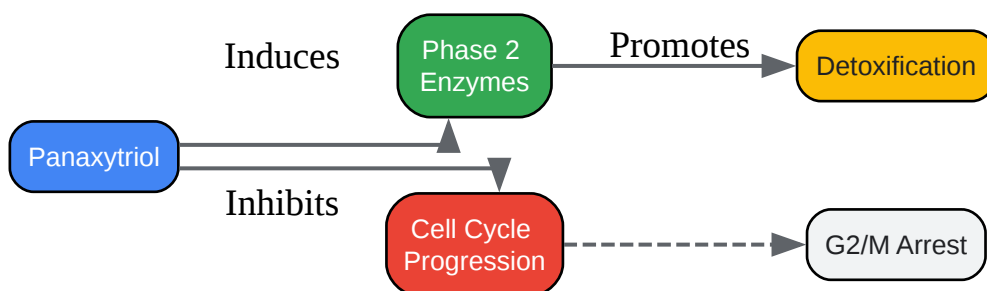 Induces
Phase 2
Enzymes
Promotes
Detoxification
Panaxytriol
Inhibits
Cell Cycle
Progression
G2/M Arrest